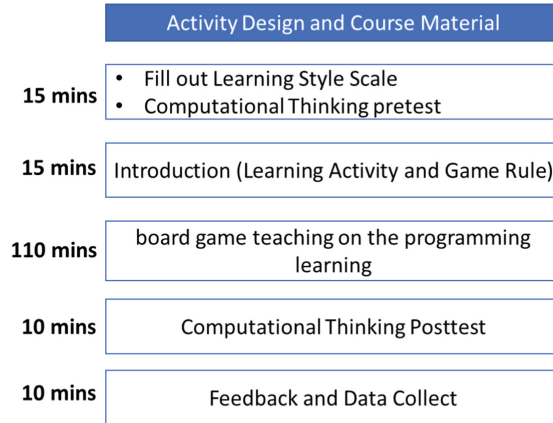 Activity Design and Course Material
15 mins
• Fill out Learning Style Scale
• Computational Thinking pretest
15 mins
Introduction (Learning Activity and Game Rule)
110 mins
board game teaching on the programming
learning
10 mins
Computational Thinking Posttest
10 mins
Feedback and Data Collect